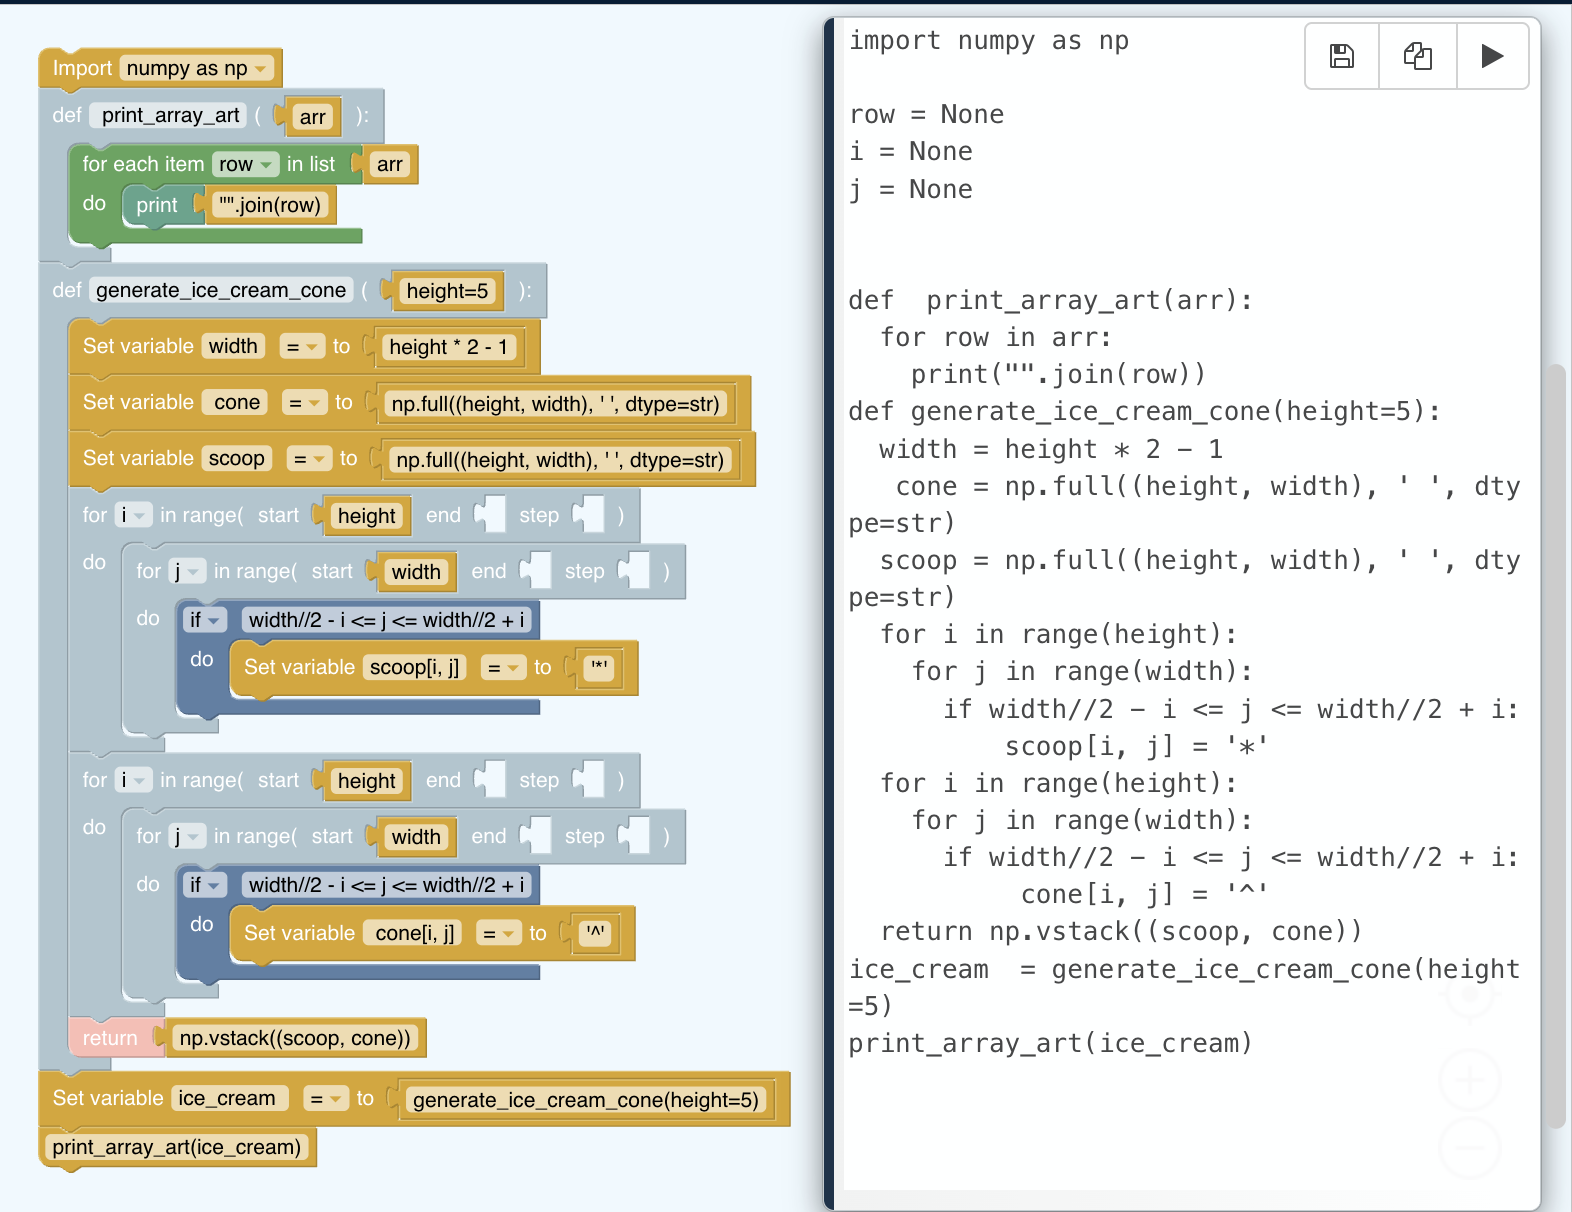 Import numpy as np
def print_array_art ( arr ):
for each item row in list arr
do print "".join(row)
def generate_ice_cream_cone ( height=5 ):
Set variable width = to height * 2 - 1
Set variable cone = to np.full((height, width), ' ', dtype=str)
Set variable scoop = to np.full((height, width), ' ', dtype=str)
for i in range( start height end step )
do for j in range( start width end step )
do if width//2 - i <= j <= width//2 + i
do Set variable scoop[i, j] = to '*'
for i in range( start height end step )
do for j in range( start width end step )
do if width//2 - i <= j <= width//2 + i
do Set variable cone[i, j] = to '^'
return np.vstack((scoop, cone))
Set variable ice_cream = to generate_ice_cream_cone(height=5)
print_array_art(ice_cream)
import numpy as np
row = None
i = None
j = None
def  print_array_art(arr):
  for row in arr:
    print("".join(row))
def generate_ice_cream_cone(height=5):
  width = height * 2 - 1
   cone = np.full((height, width), ' ', dty
pe=str)
  scoop = np.full((height, width), ' ', dty
pe=str)
  for i in range(height):
    for j in range(width):
      if width//2 - i <= j <= width//2 + i:
          scoop[i, j] = '*'
  for i in range(height):
    for j in range(width):
      if width//2 - i <= j <= width//2 + i:
           cone[i, j] = '^'
  return np.vstack((scoop, cone))
ice_cream  = generate_ice_cream_cone(height
=5)
print_array_art(ice_cream)